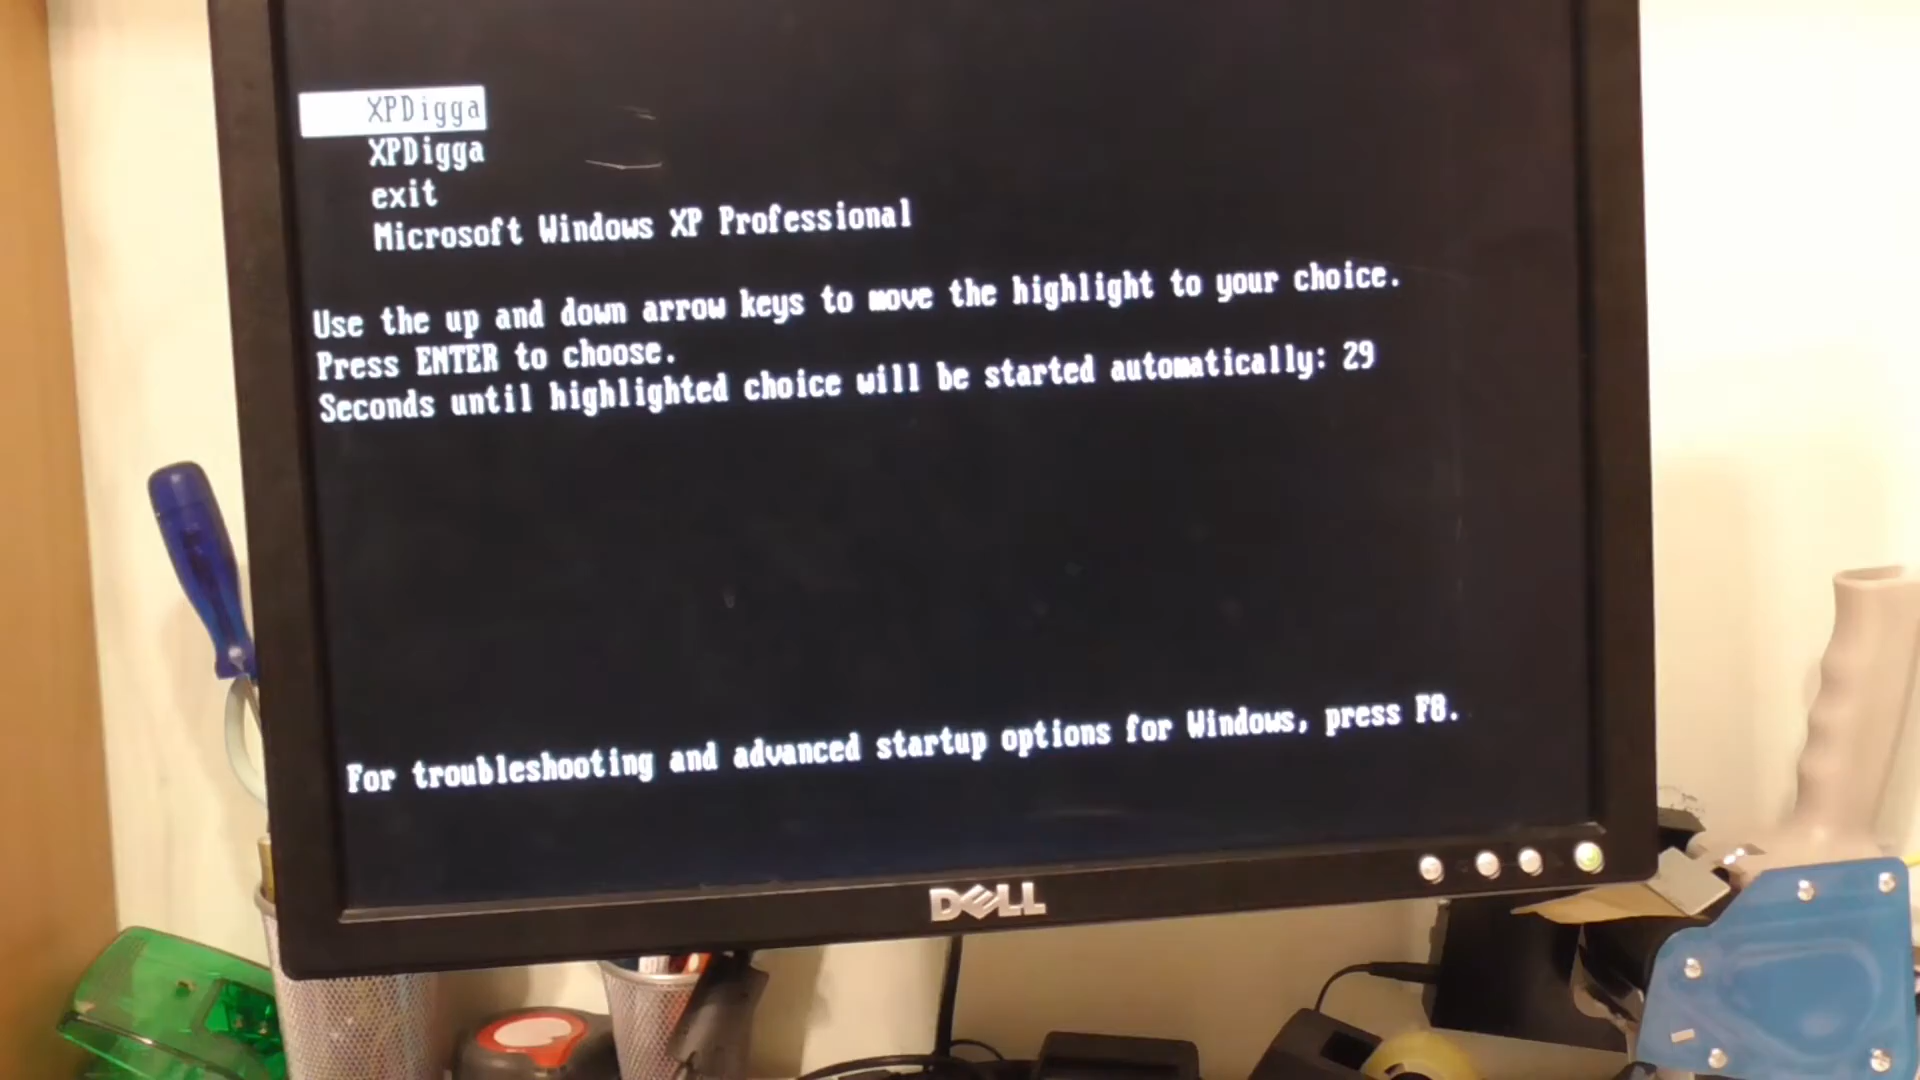 XPDigga
XPDigga
exit
Microsoft Windows XP Professional
Use the up and down arrow keys to move the highlight to your choice.
Press ENTER to choose.
Seconds until highlighted choice will be started automatically: 29
For troubleshooting and advanced startup options for Windows, press F8.
DELL